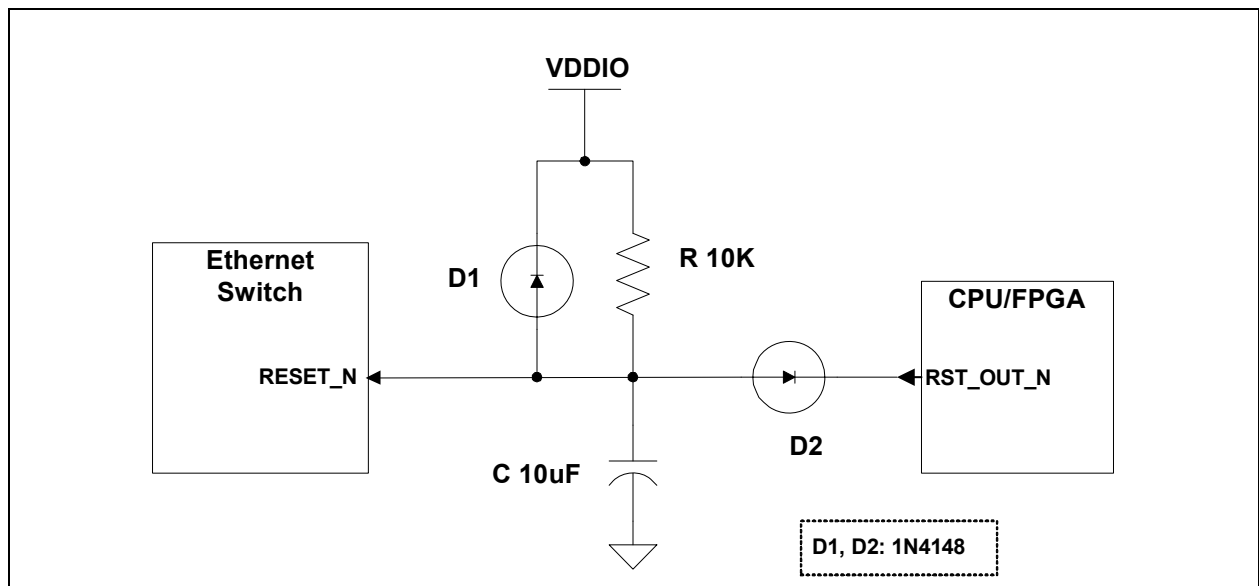 VDDIO
Ethernet
Switch
D1
R 10K
CPU/FPGA
RESET_N
RST_OUT_N
D2
C 10uF
D1, D2: 1N4148